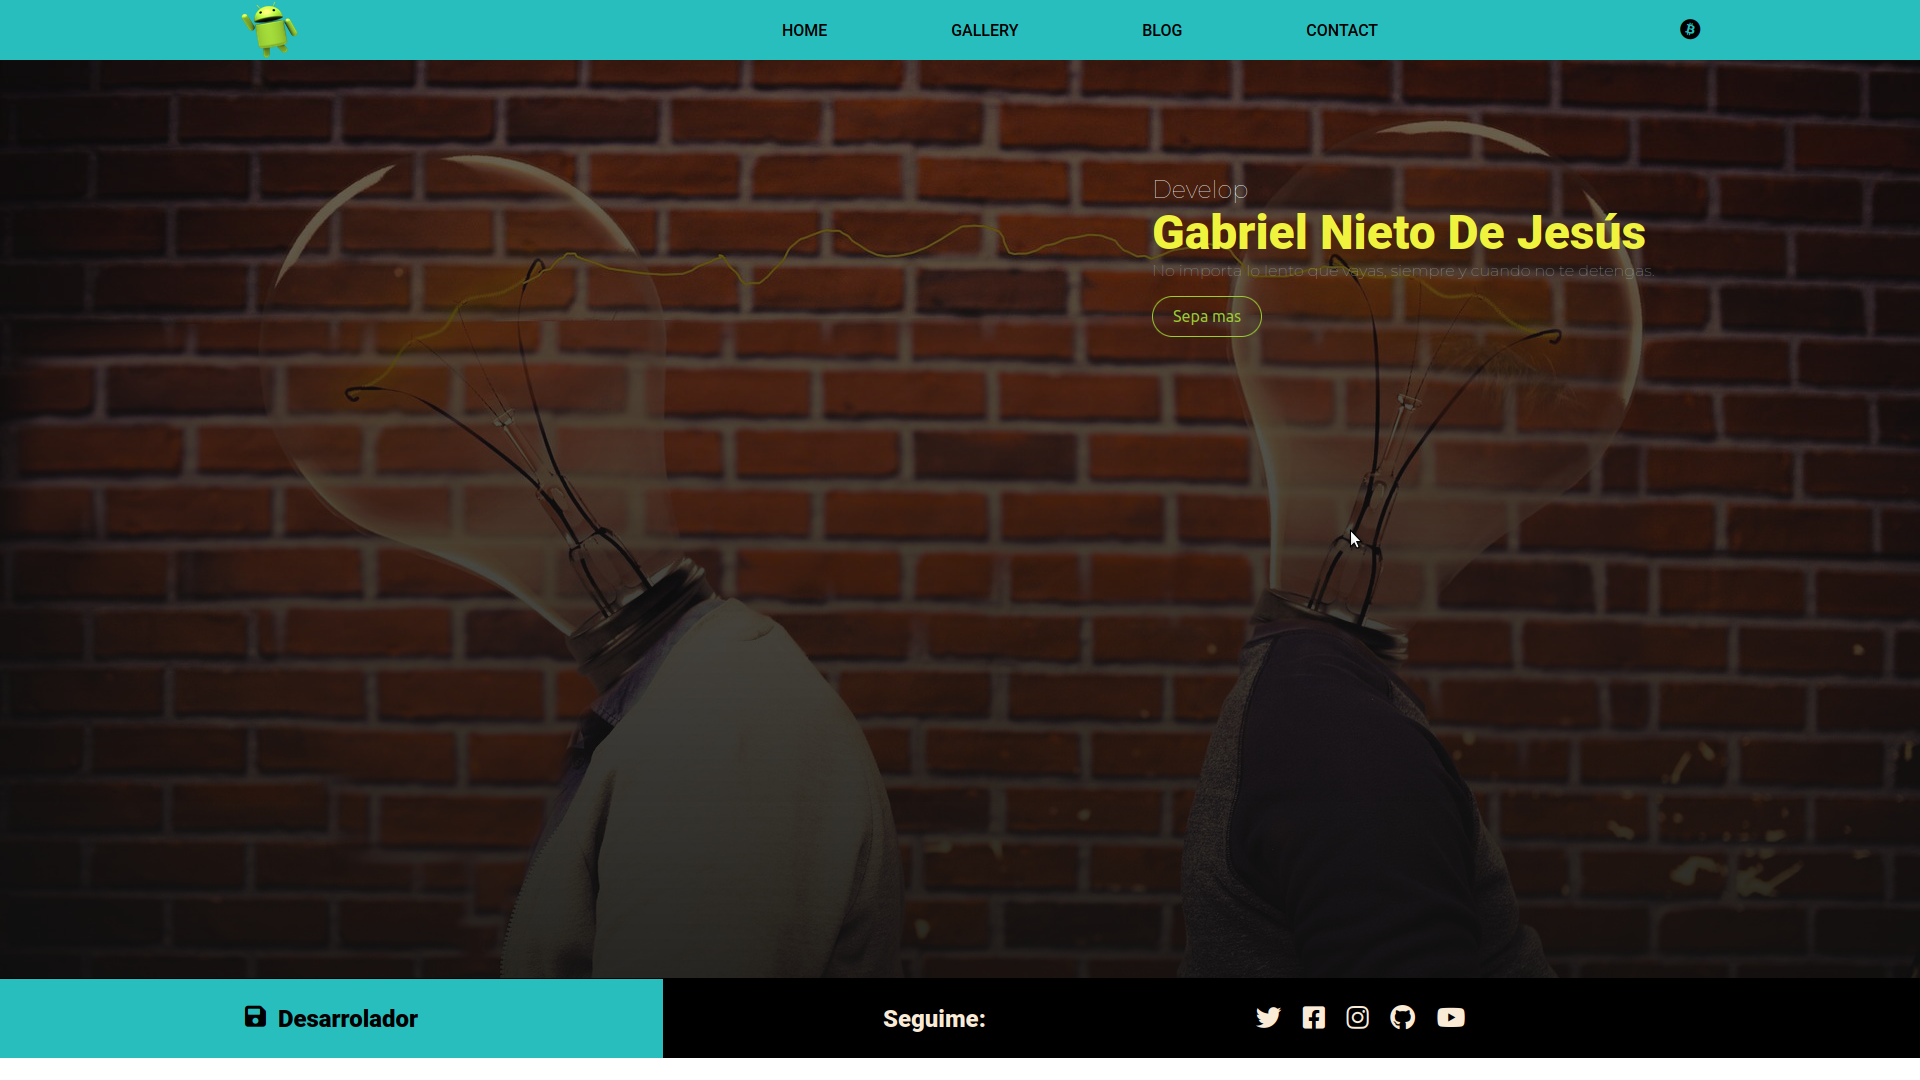 HOME GALLERY BLOG CONTACT
Develop
Gabriel Nieto De Jesús
No importa lo lento que vayas, siempre y cuando no te detengas.
Sepa mas
Desarrolador
Seguime: